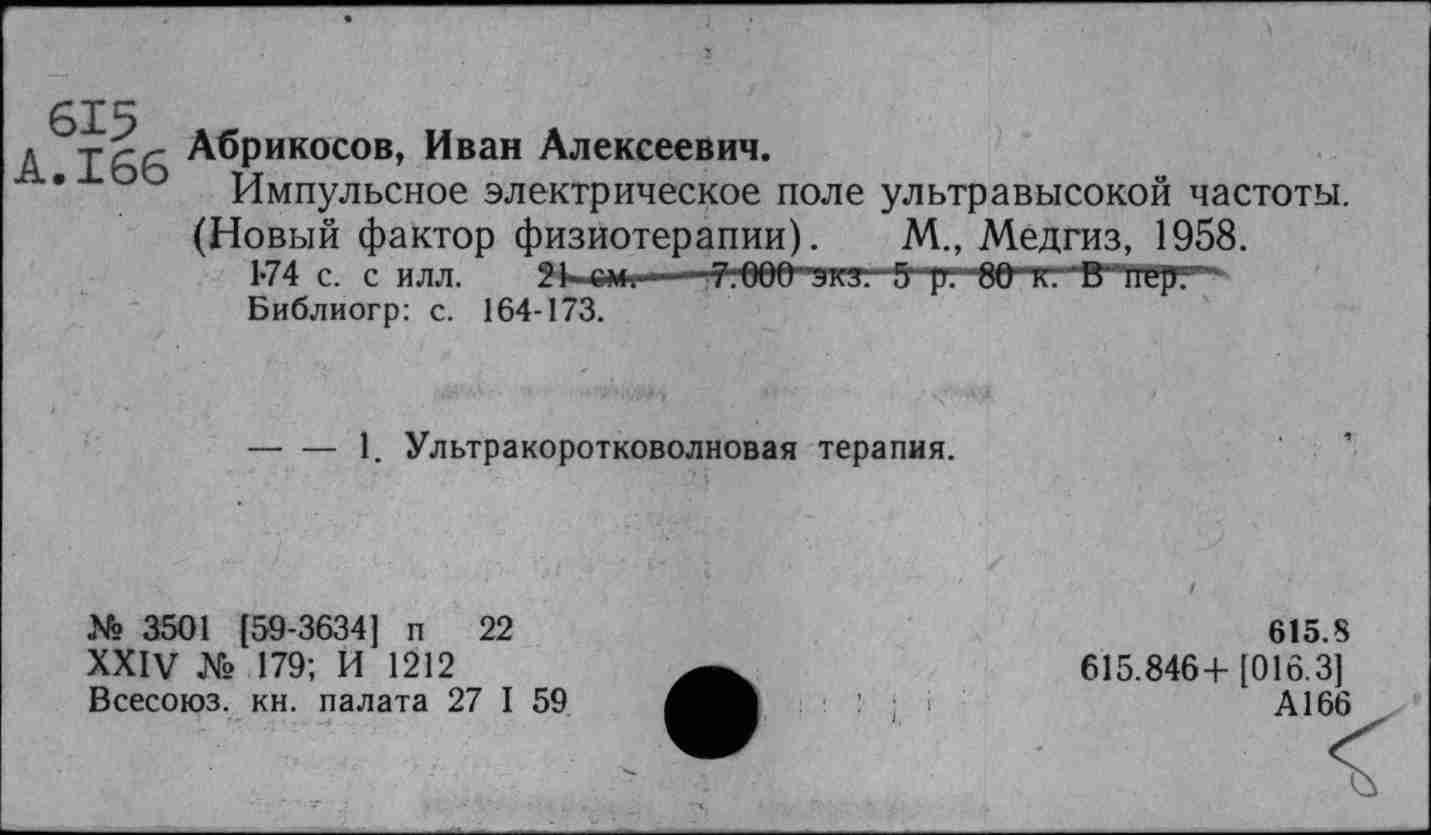 615
А.I66
Абрикосов, Иван Алексеевич.
Импульсное электрическое поле ультравысокой частоты.
(Новый фактор физиотерапии). М., Медгиз, 1958.
174 с. с илл. 21 см. 7.000 экз. 5 р. 80 к. В пер.
Библиогр: с. 164-173.
— — 1. Ультракоротковолновая терапия.
№ 3501 [59-3634] п 22
XXIV № 179; И 1212
Всесоюз. кн. палата 27 I 59
615.8
615.846+[016.3]
А166